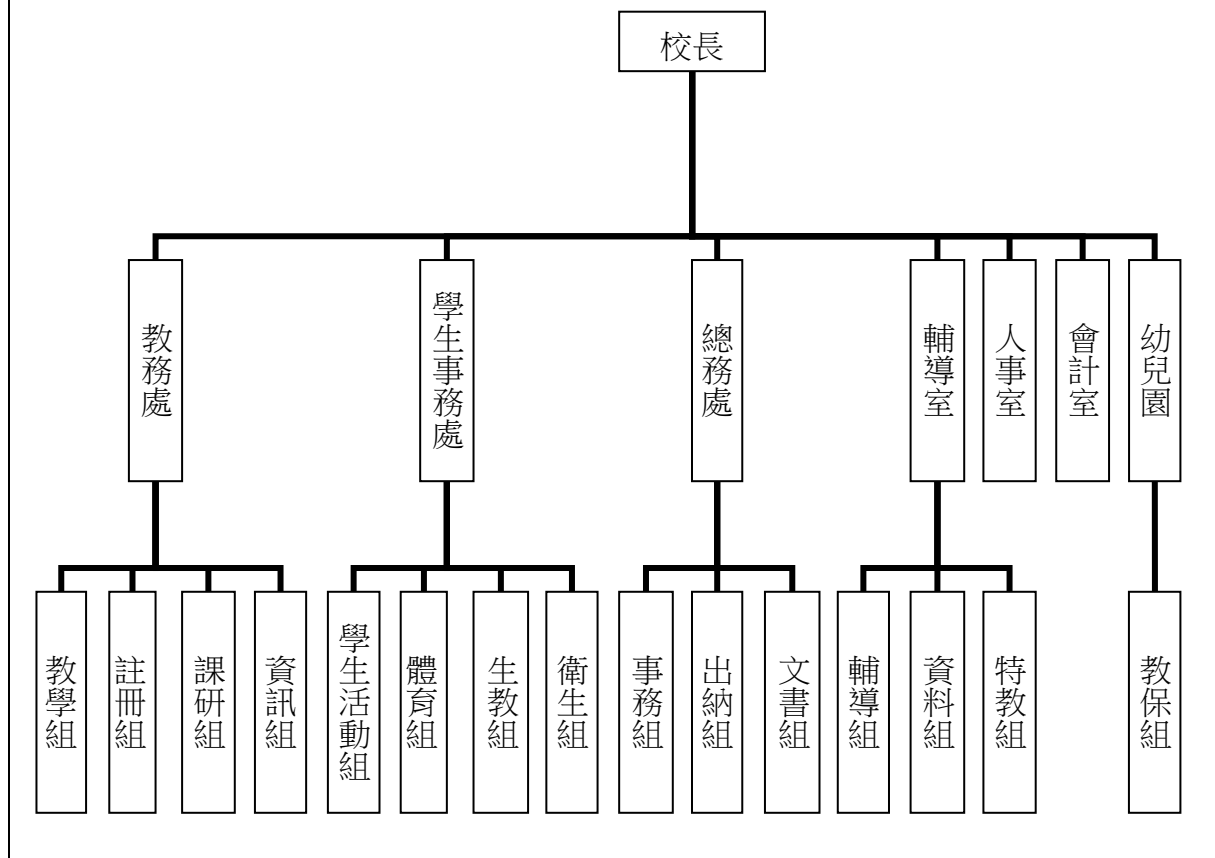 校長
教務處
學生事務處
總務處
輔導室
人事室
會計室
幼兒園
教學組
註冊組
課研組
資訊組
學生活動組
體育組
生教組
衛生組
事務組
出納組
文書組
輔導組
資料組
特教組
教保組